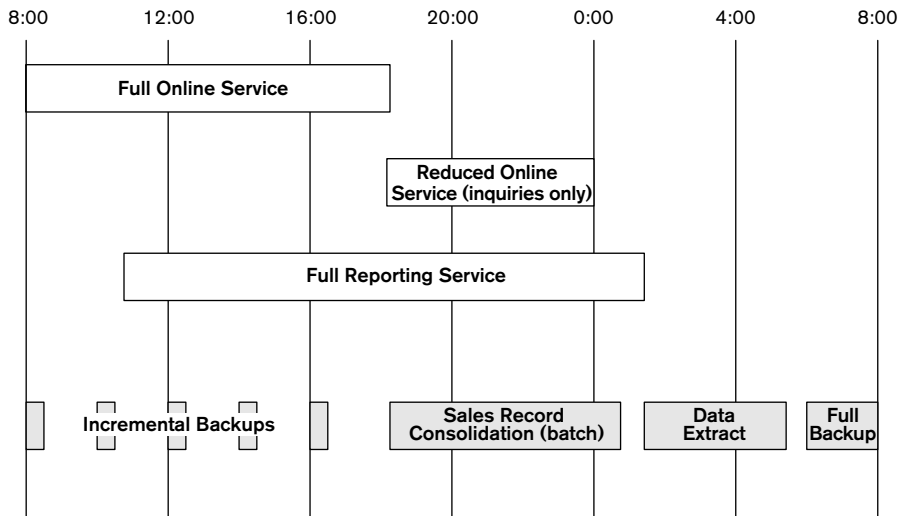 8:00 12:00 16:00 20:00 0:00 4:00 8:00
Full Online Service
Reduced Online
Service (inquiries only)
Full Reporting Service
Incremental Backups
Sales Record
Consolidation (batch)
Data
Extract
Full
Backup